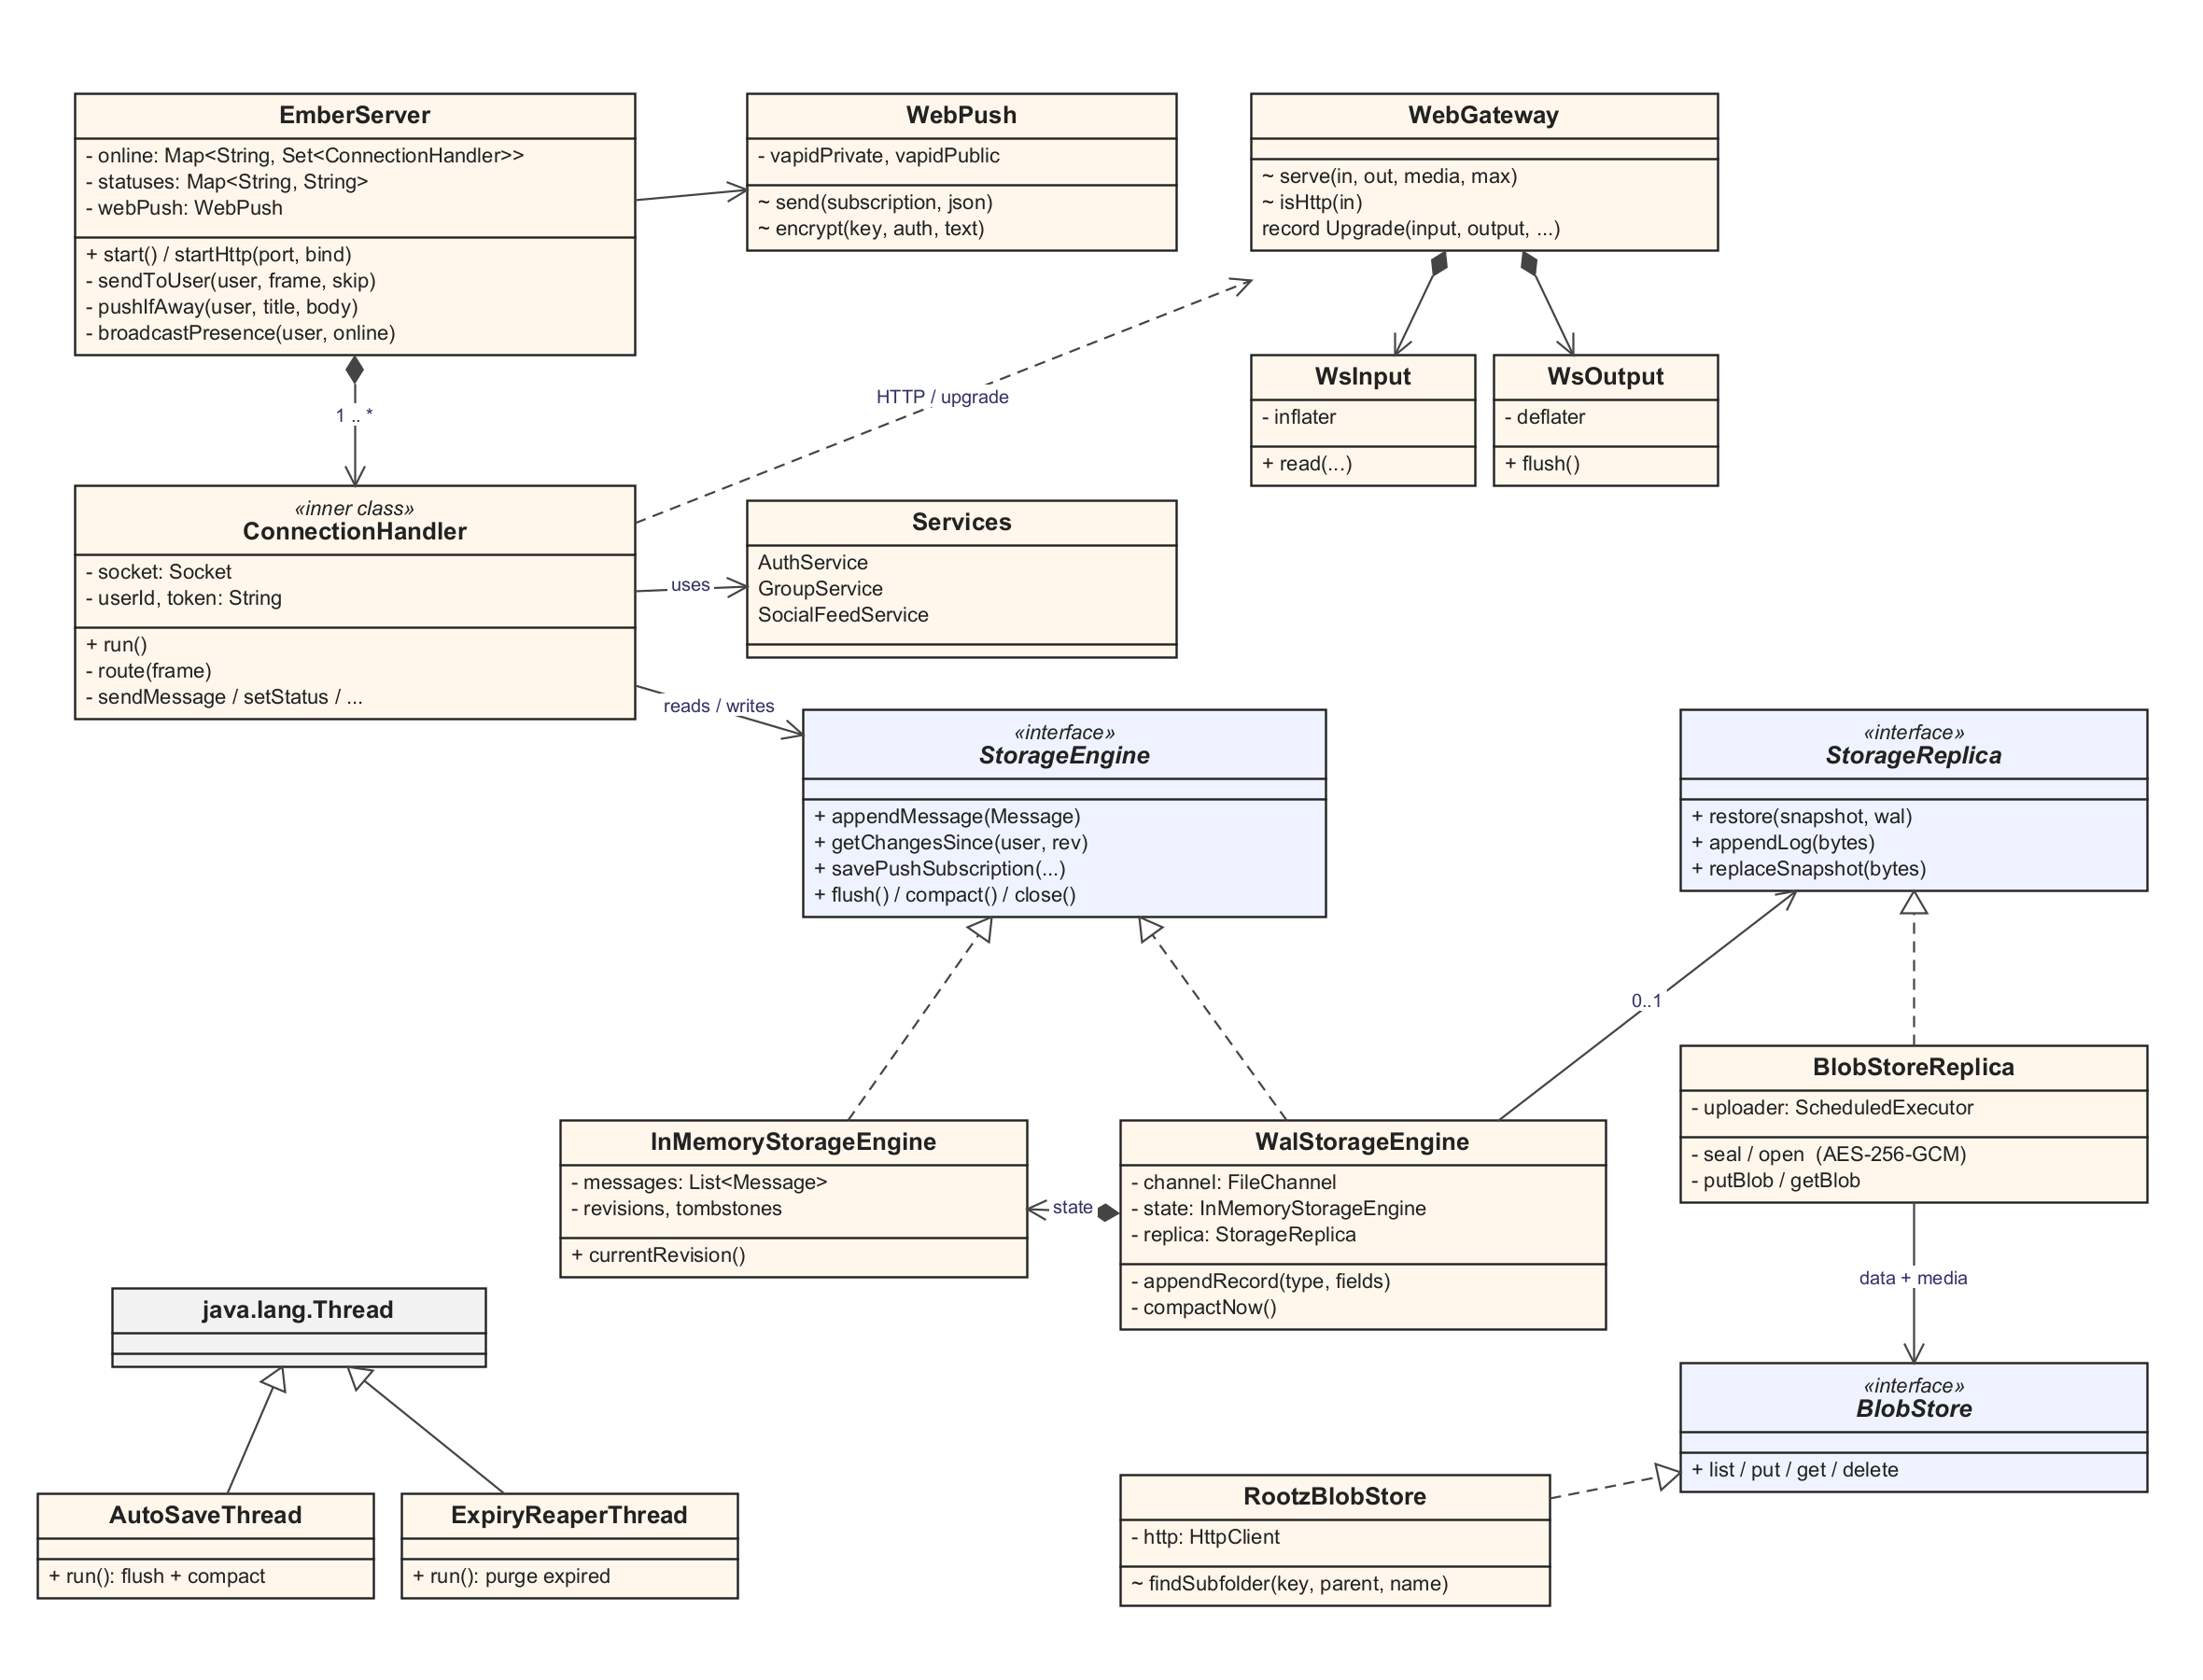 EmberServer
- online: Map<String, Set<ConnectionHandler>>
- statuses: Map<String, String>
- webPush: WebPush
+ start() / startHttp(port, bind)
- sendToUser(user, frame, skip)
- pushIfAway(user, title, body)
- broadcastPresence(user, online)
WebPush
- vapidPrivate, vapidPublic
~ send(subscription, json)
~ encrypt(key, auth, text)
WebGateway
~ serve(in, out, media, max)
~ isHttp(in)
record Upgrade(input, output, ...)
WsInput
- inflater
+ read(...)
WsOutput
- deflater
+ flush()
HTTP / upgrade
1 .. *
«inner class»
ConnectionHandler
- socket: Socket
- userId, token: String
+ run()
- route(frame)
- sendMessage / setStatus / ...
uses
Services
AuthService
GroupService
SocialFeedService
reads / writes
«interface»
StorageEngine
+ appendMessage(Message)
+ getChangesSince(user, rev)
+ savePushSubscription(...)
+ flush() / compact() / close()
«interface»
StorageReplica
+ restore(snapshot, wal)
+ appendLog(bytes)
+ replaceSnapshot(bytes)
0..1
BlobStoreReplica
- uploader: ScheduledExecutor
- seal / open (AES-256-GCM)
- putBlob / getBlob
InMemoryStorageEngine
- messages: List<Message>
- revisions, tombstones
+ currentRevision()
state
WalStorageEngine
- channel: FileChannel
- state: InMemoryStorageEngine
- replica: StorageReplica
- appendRecord(type, fields)
- compactNow()
data + media
java.lang.Thread
«interface»
BlobStore
+ list / put / get / delete
AutoSaveThread
+ run(): flush + compact
ExpiryReaperThread
+ run(): purge expired
RootzBlobStore
- http: HttpClient
~ findSubfolder(key, parent, name)